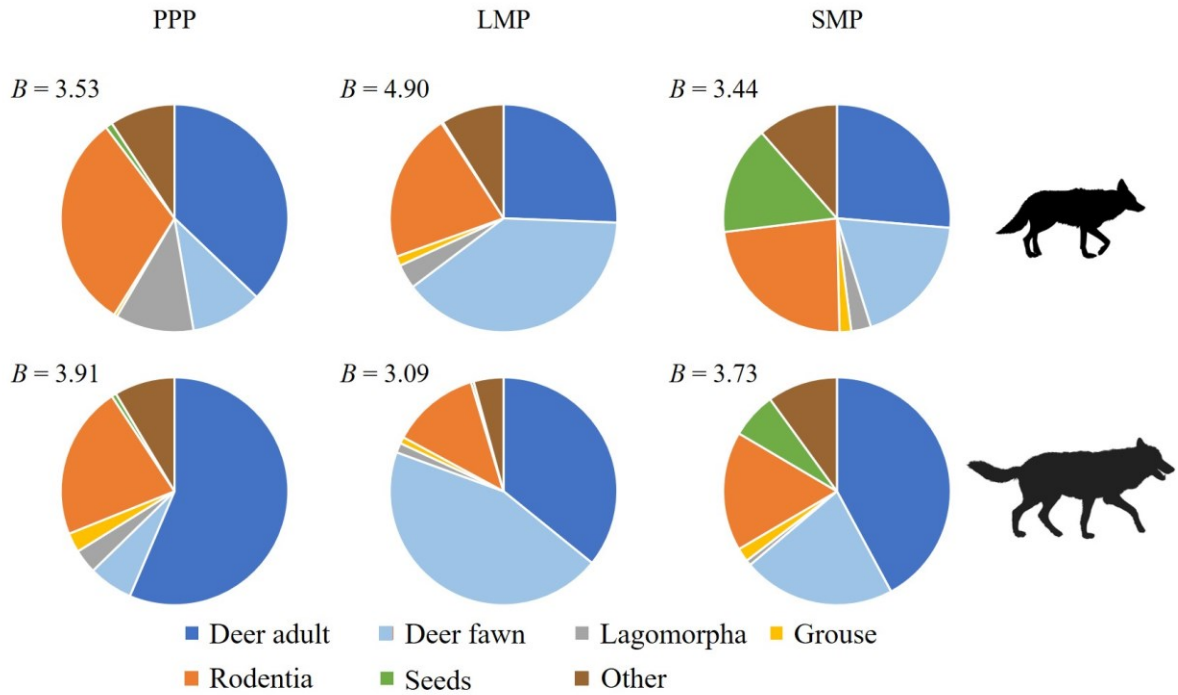 PPP LMP SMP
B = 3.53 B = 4.90 B = 3.44
B = 3.91 B = 3.09 B = 3.73
Deer adult Deer fawn Lagomorpha Grouse
Rodentia Seeds Other